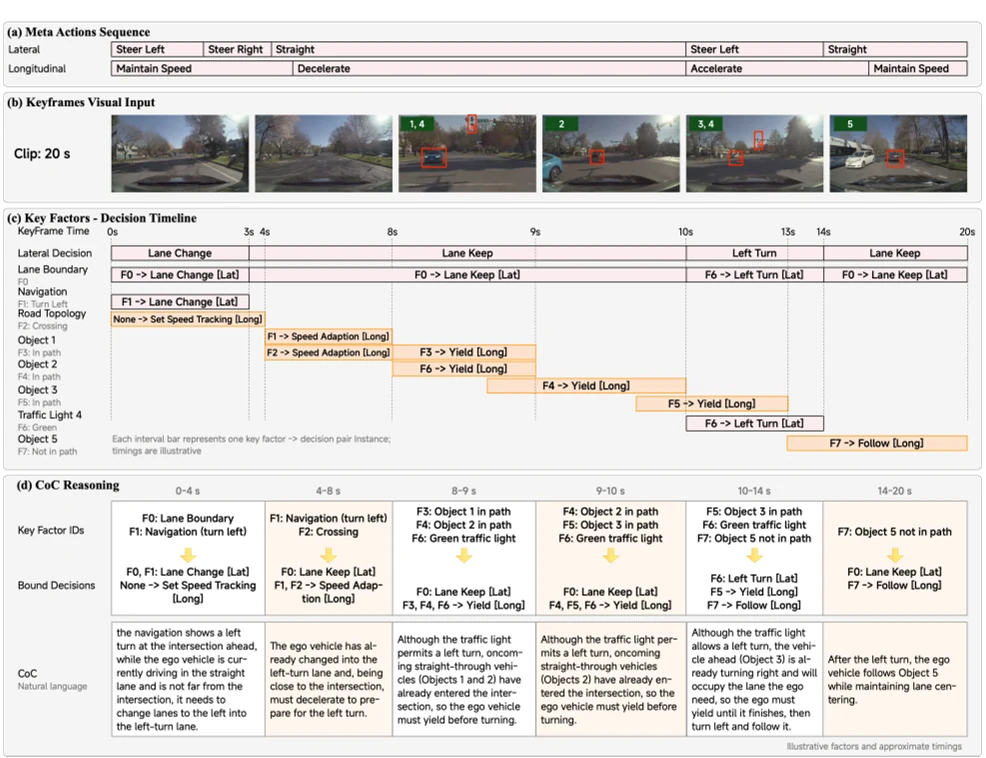 (a) Meta Actions Sequence
Lateral Steer Left Steer Right Straight Steer Left Straight
Longitudinal Maintain Speed Decelerate Accelerate Maintain Speed
(b) Keyframes Visual Input
Clip: 20 s 1, 4 2 3, 4 5
(c) Key Factors - Decision Timeline
KeyFrame Time 0s 3s 4s 8s 9s 10s 13s 14s 20s
Lateral Decision Lane Change Lane Keep Left Turn Lane Keep
Lane Boundary F0 -> Lane Change [Lat] F0 -> Lane Keep [Lat] F6 -> Left Turn [Lat] F0 -> Lane Keep [Lat]
F0
Navigation
F1: Turn Left F1 -> Lane Change [Lat]
Road Topology None -> Set Speed Tracking [Long]
F2: Crossing
Object 1 F1 -> Speed Adaption [Long]
F3: In path F2 -> Speed Adaption [Long] F3 -> Yield [Long]
Object 2 F6 -> Yield [Long]
F4: In path
Object 3 F4 -> Yield [Long]
F5: In path F5 -> Yield [Long]
Traffic Light 4
F6: Green F6 -> Left Turn [Lat]
Object 5 Each interval bar represents one key factor -> decision pair Instance; F7 -> Follow [Long]
F7: Not in path timings are illustrative
(d) CoC Reasoning
0-4 s 4-8 s 8-9 s 9-10 s 10-14 s 14-20 s
Key Factor IDs
F0: Lane Boundary
F1: Navigation (turn left)
F1: Navigation (turn left)
F2: Crossing
F3: Object 1 in path
F4: Object 2 in path
F6: Green traffic light
F4: Object 2 in path
F5: Object 3 in path
F6: Green traffic light
F5: Object 3 in path
F6: Green traffic light
F7: Object 5 not in path
F7: Object 5 not in path
Bound Decisions
F0, F1: Lane Change [Lat]
None -> Set Speed Tracking
[Long]
F0: Lane Keep [Lat]
F1, F2 -> Speed Adap-
tion [Long]
F0: Lane Keep [Lat]
F3, F4, F6 -> Yield [Long]
F0: Lane Keep [Lat]
F4, F5, F6 -> Yield [Long]
F6: Left Turn [Lat]
F5 -> Yield [Long]
F7 -> Follow [Long]
F0: Lane Keep [Lat]
F7 -> Follow [Long]
CoC
Natural language
the navigation shows a left
turn at the intersection ahead,
while the ego vehicle is cur-
rently driving in the straight
lane and is not far from the
intersection, it needs to
change lanes to the left into
the left-turn lane.
The ego vehicle has al-
ready changed into the
left-turn lane and, being
close to the intersection,
must decelerate to pre-
pare for the left turn.
Although the traffic light
permits a left turn, oncom-
ing straight-through vehi-
cles (Objects 1 and 2) have
already entered the inter-
section, so the ego vehicle
must yield before turning.
Although the traffic light per-
mits a left turn, oncoming
straight-through vehicles
(Objects 2) have already en-
tered the intersection, so the
ego vehicle must yield before
turning.
Although the traffic light
allows a left turn, the vehi-
cle ahead (Object 3) is al-
ready turning right and will
occupy the lane the ego
need, so the ego must
yield until it finishes, then
turn left and follow it.
After the left turn, the ego
vehicle follows Object 5
while maintaining lane cen-
tering.
Illustrative factors and approximate timings